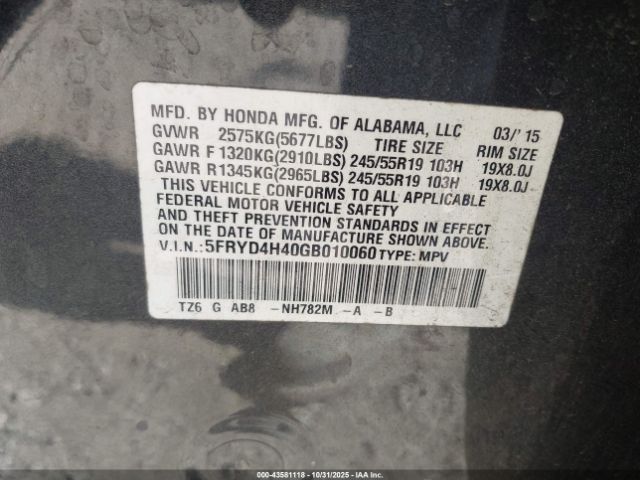 MFD. BY HONDA MFG. OF ALABAMA, LLC 03/'15
GVWR 2575KG(5677LBS) TIRE SIZE RIM SIZE
GAWR F 1320KG(2910LBS) 245/55R19 103H 19X8.0J
GAWR R1345KG(2965LBS) 245/55R19 103H 19X8.0J
THIS VEHICLE CONFORMS TO ALL APPLICABLE
FEDERAL MOTOR VEHICLE SAFETY
AND THEFT PREVENTION STANDARDS IN EFFECT
ON THE DATE OF MANUFACTURE SHOWN ABOVE.
V.I.N.: 5FRYD4H40GB010060 TYPE: MPV
TZ6 G AB8 -NH782M -A -B
000-43581118 - 10/31/2025 - IAAI Inc.